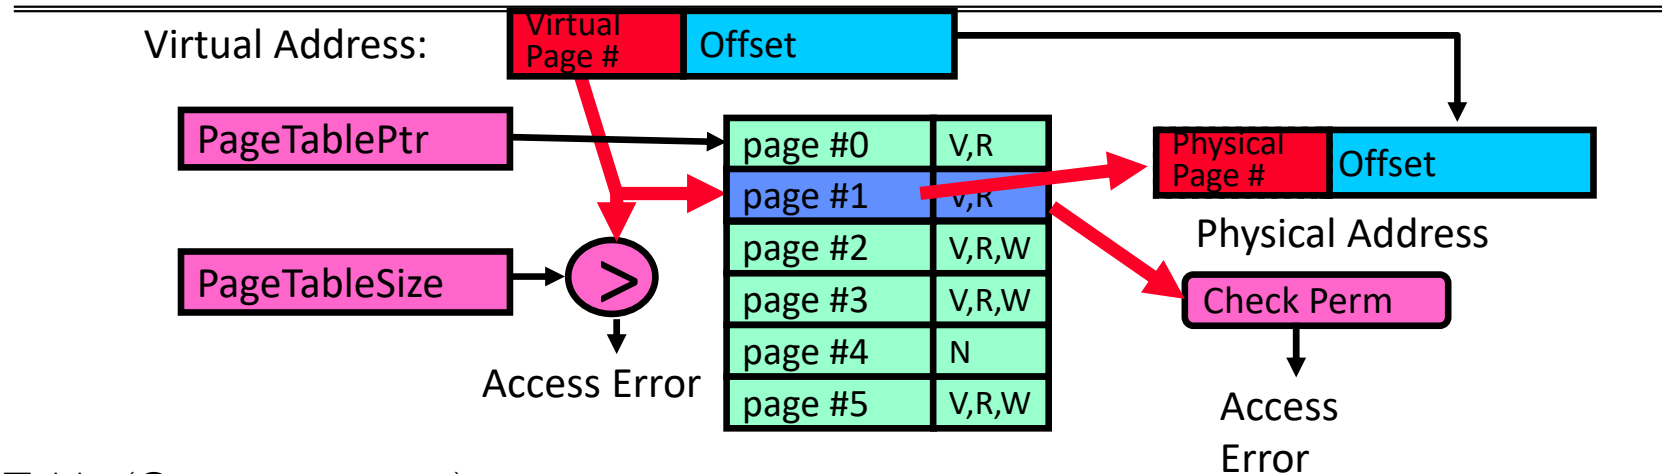 Virtual Address:
Virtual
Page #
Offset
PageTablePtr
page #0 V,R
Physical
Page #
Offset
page #1 V,R
Physical Address
page #2 V,R,W
PageTableSize
>
page #3 V,R,W
Check Perm
page #4 N
Access Error
page #5 V,R,W
Access
Error